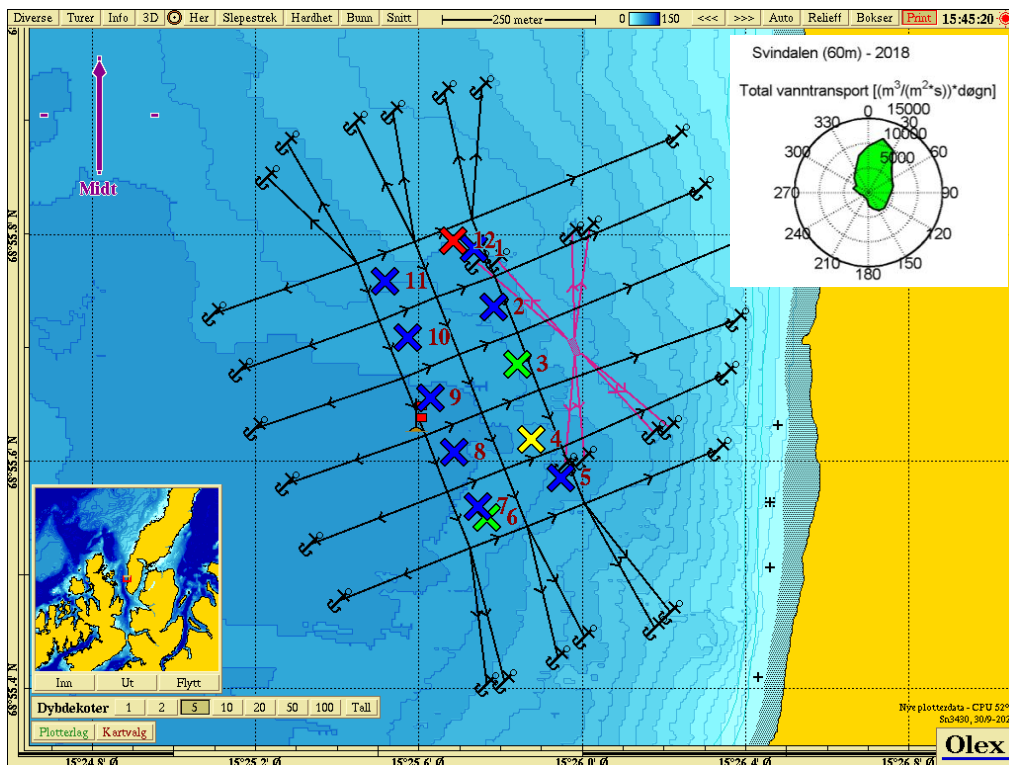 Diverse Turer Info 3D Her Slepestrek Hardhet Bunn Snitt 250 meter 0 150 <<< >>> Auto Relieff Bokser Print 15:45:20
Svindalen (60m) - 2018
Total vanntransport [(m³/(m²*s))*døgn]
0
15000
330
30
10000
300
60
5000
270
90
240
120
210
150
180
Midt
68°55.8' N
12
1
11
2
10
3
9
4
8
5
7
6
68°55.6' N
68°55.4' N
Inn Ut Flytt
Dybdekoter 1 2 5 10 20 50 100 Tall
Plotterlag Kartvalg
Nye plotterdata - CPU 52°
Sn3430, 30/9-202
Olex
15°24.8' Ø 15°25.2' Ø 15°25.6' Ø 15°26.0' Ø 15°26.4' Ø 15°26.8' Ø